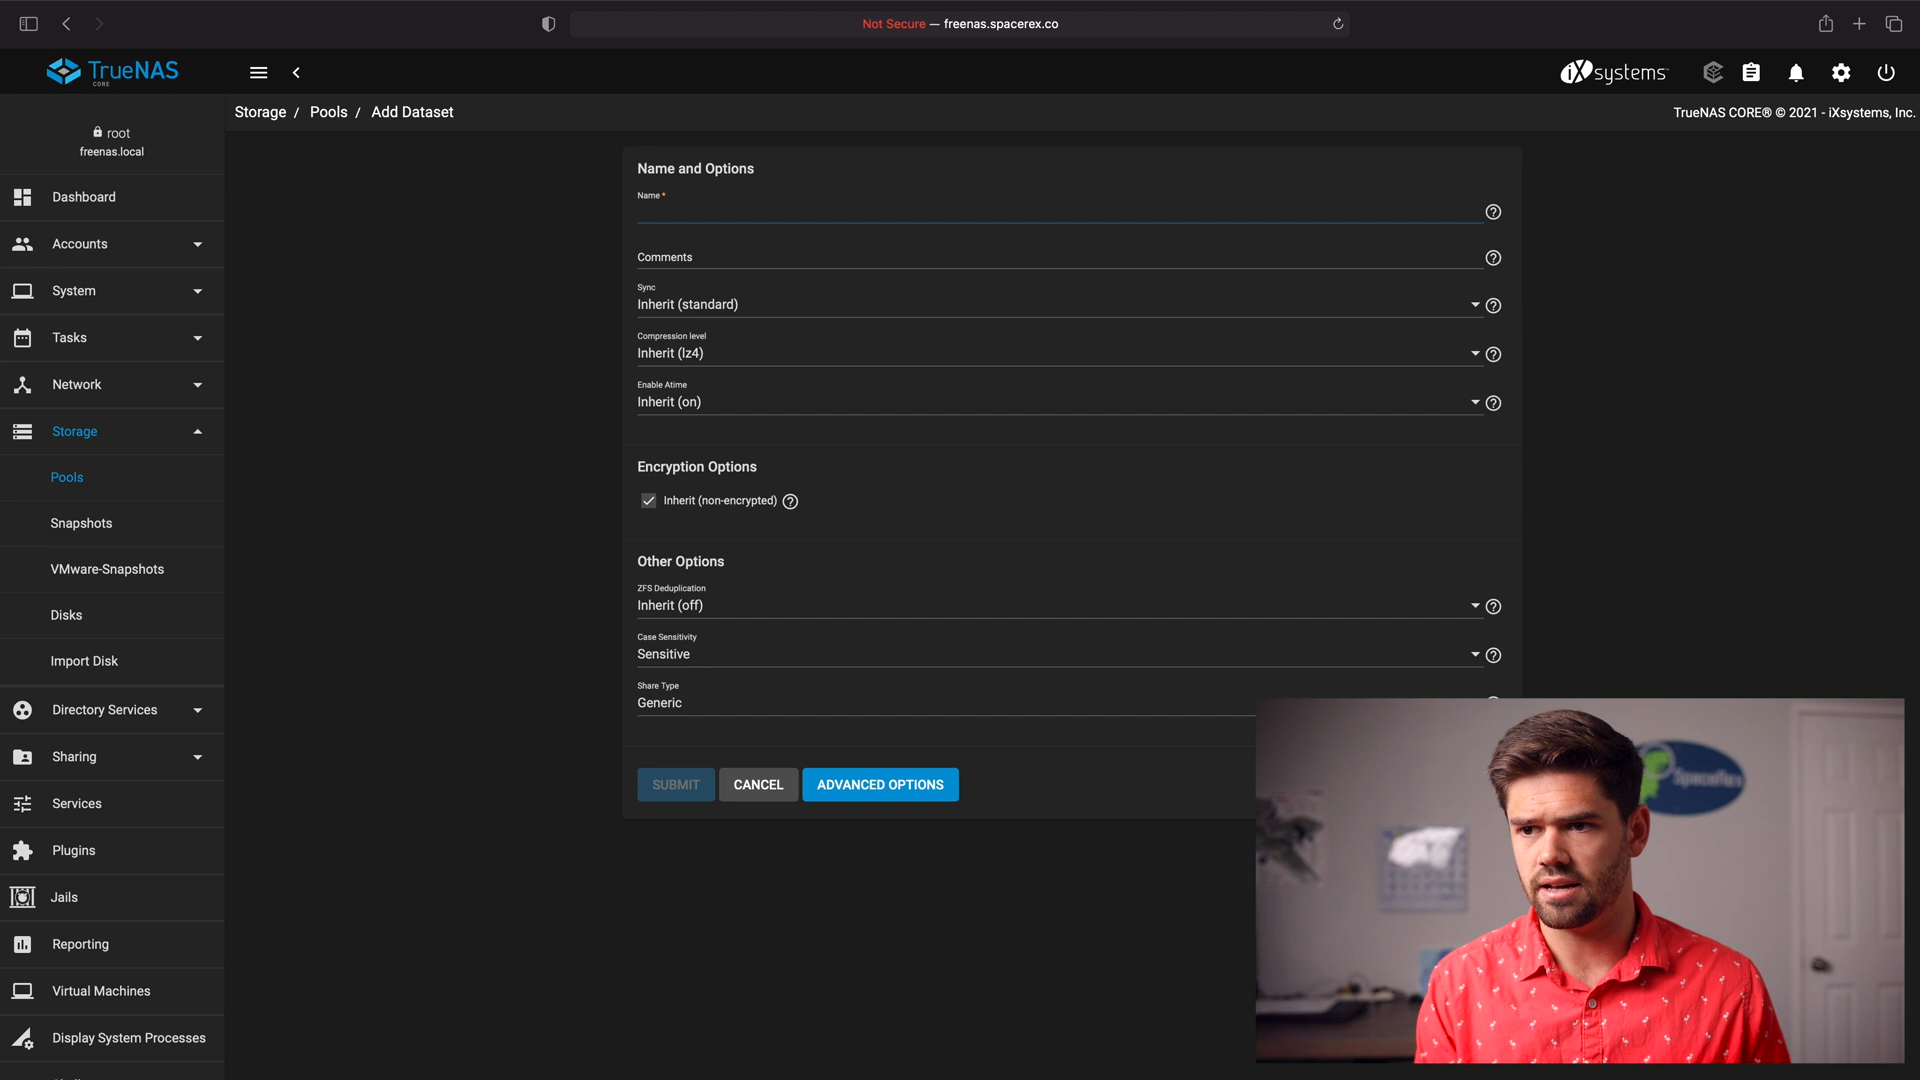 Not Secure — freenas.spacerex.co
TrueNAS
CORE
iXsystems™
Storage / Pools / Add Dataset
TrueNAS CORE® © 2021 - iXsystems, Inc.
root
freenas.local
Dashboard
Accounts
System
Tasks
Network
Storage
Pools
Snapshots
VMware-Snapshots
Disks
Import Disk
Directory Services
Sharing
Services
Plugins
Jails
Reporting
Virtual Machines
Display System Processes
Name and Options
Name *
Comments
Sync
Inherit (standard)
Compression level
Inherit (lz4)
Enable Atime
Inherit (on)
Encryption Options
Inherit (non-encrypted)
Other Options
ZFS Deduplication
Inherit (off)
Case Sensitivity
Sensitive
Share Type
Generic
SUBMIT CANCEL ADVANCED OPTIONS
SpaceRex